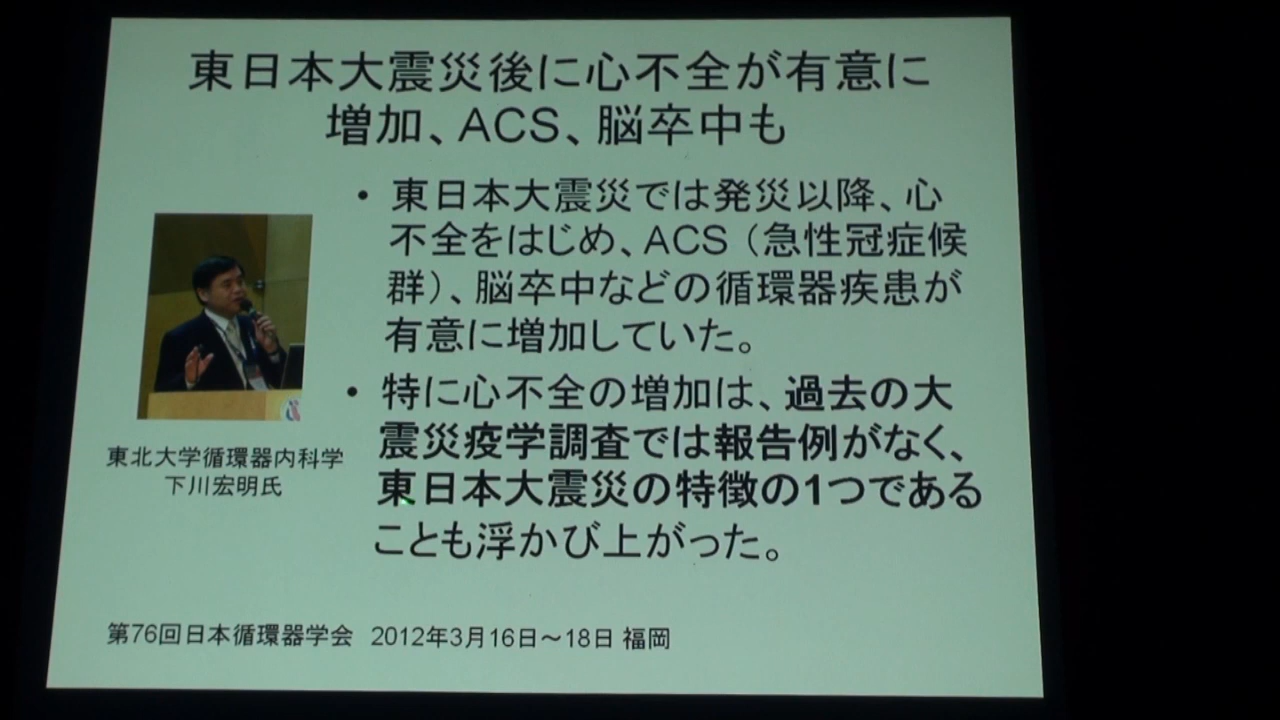 東日本大震災後に心不全が有意に
増加、ACS、脳卒中も
• 東日本大震災では発災以降、心
不全をはじめ、ACS（急性冠症候
群）、脳卒中などの循環器疾患が
有意に増加していた。
• 特に心不全の増加は、過去の大
震災疫学調査では報告例がなく、
東日本大震災の特徴の1つである
ことも浮かび上がった。
東北大学循環器内科学
下川宏明氏
第76回日本循環器学会 2012年3月16日～18日 福岡